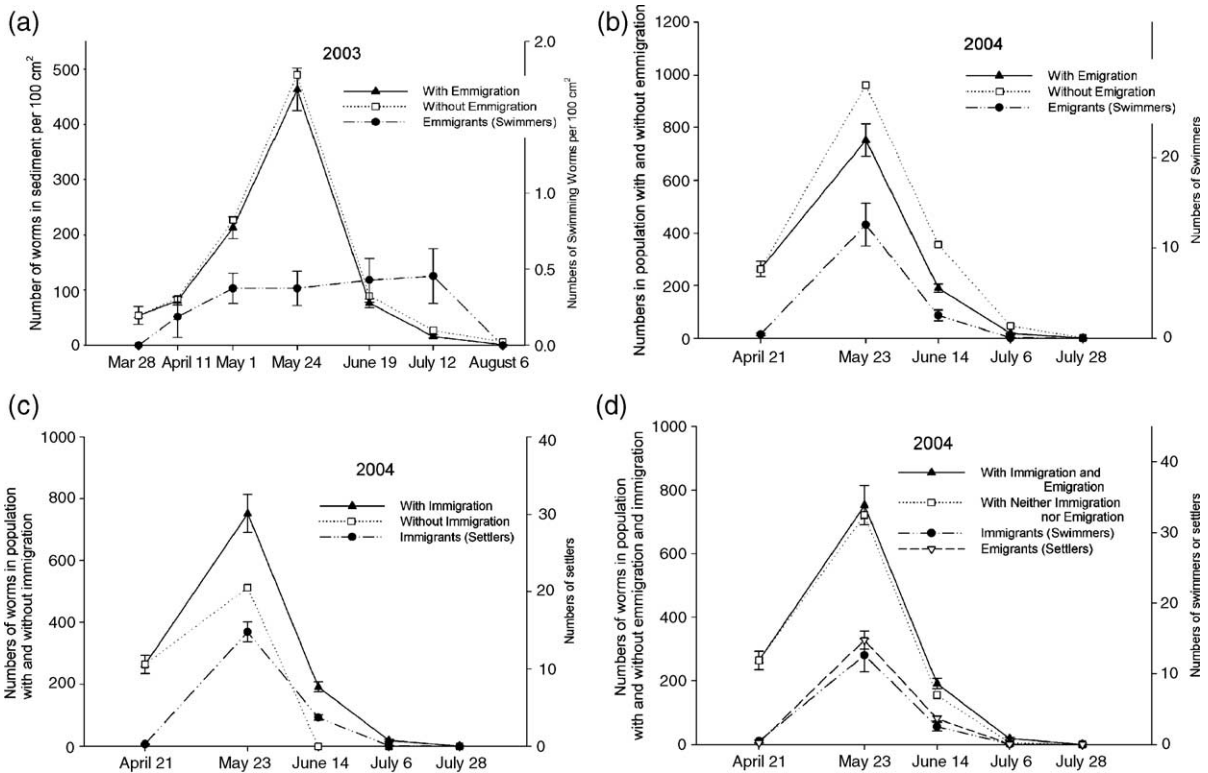 (a)
2003
With Emmigration
Without Emmigration
Emmigrants (Swimmers)
Number of worms in sediment per 100 cm²
500
400
300
200
100
0
Numbers of Swimming Worms per 100 cm²
2.0
1.0
0.5
0.0
Mar 28 April 11 May 1 May 24 June 19 July 12 August 6
(b)
2004
With Emigration
Without Emigration
Emigrants (Swimmers)
Numbers in population with and without emmigration
1200
1000
800
600
400
200
0
Numbers of Swimmers
20
10
0
April 21 May 23 June 14 July 6 July 28
(c)
2004
With Immigration
Without Immigration
Immigrants (Settlers)
Numbers of worms in population
with and without immigration
1000
800
600
400
200
0
Numbers of settlers
40
30
20
10
0
April 21 May 23 June 14 July 6 July 28
(d)
2004
With Immigration and
Emigration
With Neither Immigration
nor Emigration
Immigrants (Swimmers)
Emigrants (Settlers)
Numbers of worms in population
with and without emmigration and immigration
1000
800
600
400
200
0
Numbers of swimmers or settlers
40
30
20
10
0
April 21 May 23 June 14 July 6 July 28